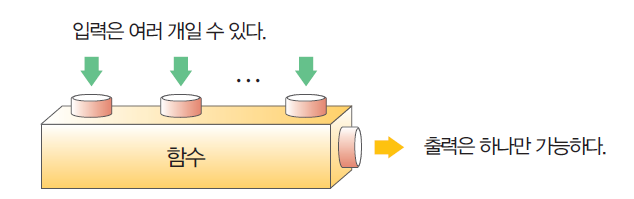 입력은 여러 개일 수 있다.
...
함수
출력은 하나만 가능하다.